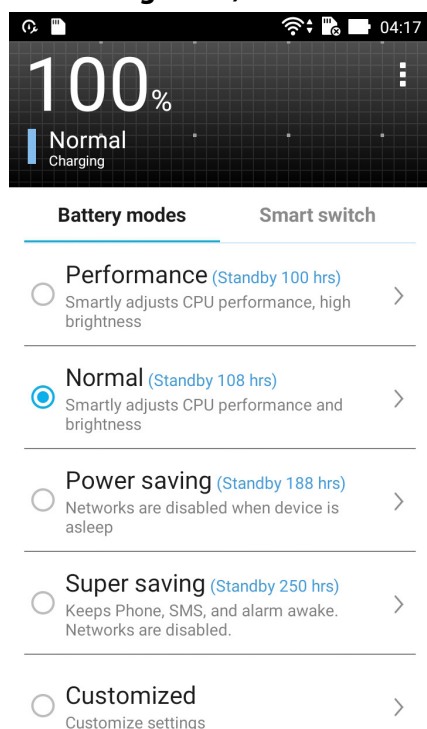 04:17
100%
Normal
Charging
Battery modes
Smart switch
Performance (Standby 100 hrs)
Smartly adjusts CPU performance, high
brightness
Normal (Standby 108 hrs)
Smartly adjusts CPU performance and
brightness
Power saving (Standby 188 hrs)
Networks are disabled when device is
asleep
Super saving (Standby 250 hrs)
Keeps Phone, SMS, and alarm awake.
Networks are disabled.
Customized
Customize settings